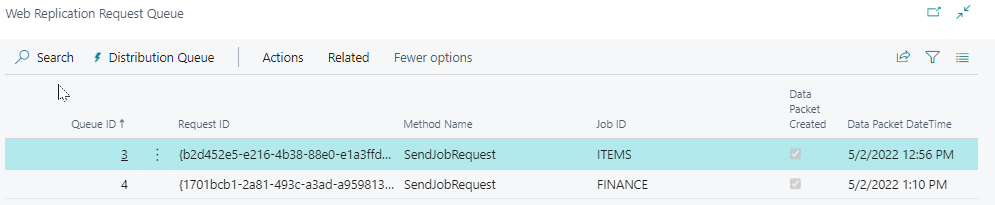 Web Replication Request Queue
Search Distribution Queue Actions Related Fewer options
Data
Packet
Queue ID ↑ Request ID Method Name Job ID Created Data Packet DateTime
3 {b2d452e5-e216-4b38-88e0-e1a3ffd... SendJobRequest ITEMS 5/2/2022 12:56 PM
4 {1701bcb1-2a81-493c-a3ad-a959813... SendJobRequest FINANCE 5/2/2022 1:10 PM